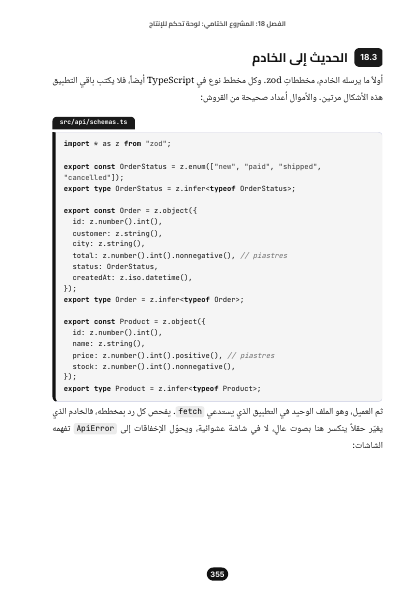 الفصل 18: المشروع الختامي: لوحة تحكم للإنتاج
18.3 الحديث إلى الخادم
أولاً ما يرسله الخادم، مخططات zod. وكل مخطط نوع في TypeScript أيضاً، فلا يكتب باقي التطبيق
هذه الأشكال مرتين. والأموال أعداد صحيحة من القروش:
src/api/schemas.ts
import * as z from "zod";
export const OrderStatus = z.enum(["new", "paid", "shipped",
"cancelled"]);
export type OrderStatus = z.infer<typeof OrderStatus>;
export const Order = z.object({
  id: z.number().int(),
  customer: z.string(),
  city: z.string(),
  total: z.number().int().nonnegative(), // piastres
  status: OrderStatus,
  createdAt: z.iso.datetime(),
});
export type Order = z.infer<typeof Order>;
export const Product = z.object({
  id: z.number().int(),
  name: z.string(),
  price: z.number().int().positive(), // piastres
  stock: z.number().int().nonnegative(),
});
export type Product = z.infer<typeof Product>;
ثم العميل، وهو الملف الوحيد في التطبيق الذي يستدعي fetch. يفحص كل رد بمخططه، فالخادم الذي
يغيّر حقلاً ينكسر هنا بصوت عالٍ، لا في شاشة عشوائية، ويحوّل الإخفاقات إلى ApiError تفهمه
الشاشات:
355